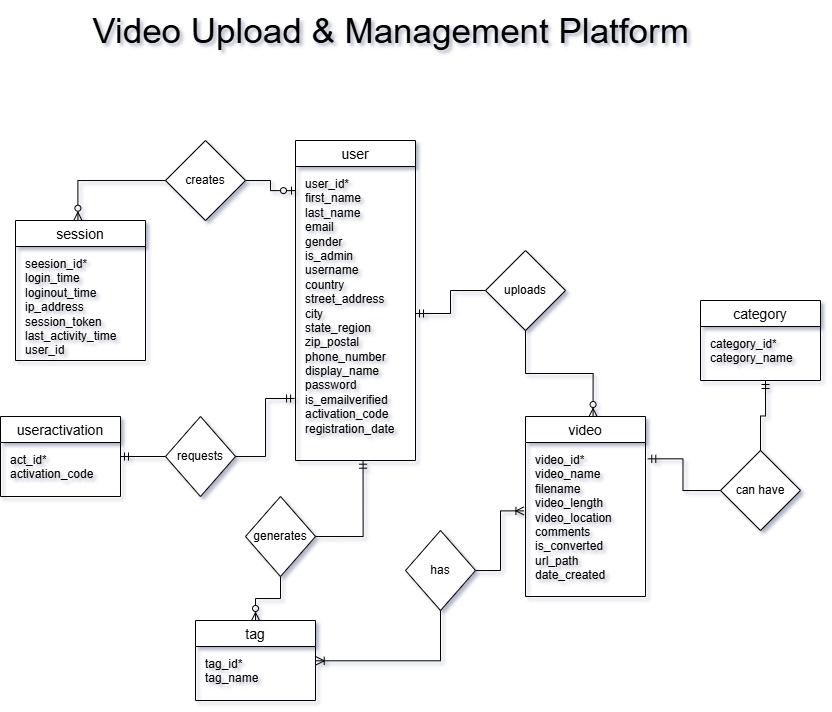 Video Upload & Management Platform
creates
user
user_id*
first_name
last_name
email
gender
is_admin
username
country
street_address
city
state_region
zip_postal
phone_number
display_name
password
is_emailverified
activation_code
registration_date
session
seesion_id*
login_time
loginout_time
ip_address
session_token
last_activity_time
user_id
uploads
category
category_id*
category_name
useractivation
act_id*
activation_code
requests
video
video_id*
video_name
filename
video_length
video_location
comments
is_converted
url_path
date_created
can have
generates
has
tag
tag_id*
tag_name